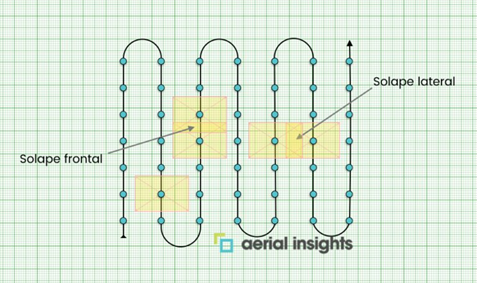 Solape lateral
Solape frontal
aerial insights